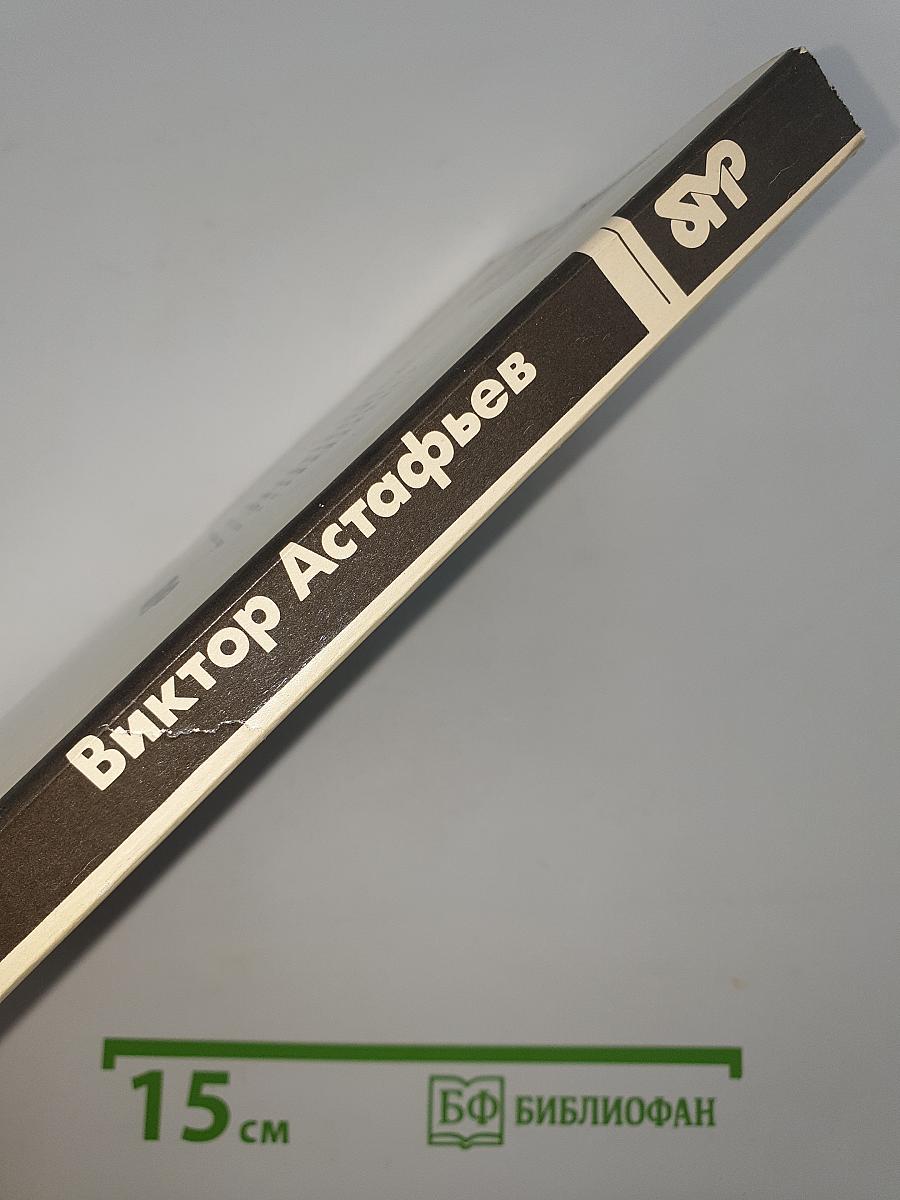 Виктор Астафьев
15 см
БФ БИБЛИОФАН